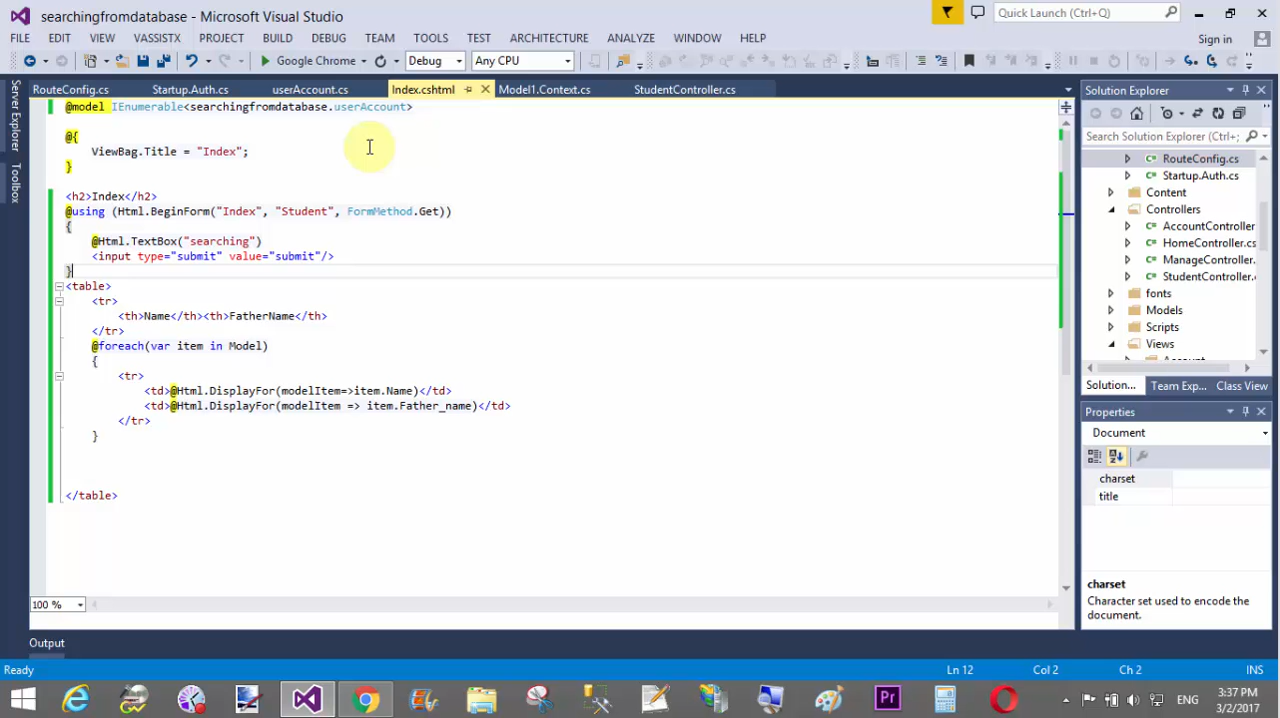 searchingfromdatabase - Microsoft Visual Studio
Quick Launch (Ctrl+Q)
FILE EDIT VIEW VASSISTX PROJECT BUILD DEBUG TEAM TOOLS TEST ARCHITECTURE ANALYZE WINDOW HELP
Sign in
Google Chrome Debug Any CPU
RouteConfig.cs Startup.Auth.cs userAccount.cs Index.cshtml Model1.Context.cs StudentController.cs
Server Explorer
Toolbox
@model IEnumerable<searchingfromdatabase.userAccount>
@{
ViewBag.Title = "Index";
}
<h2>Index</h2>
@using (Html.BeginForm("Index", "Student", FormMethod.Get))
{
@Html.TextBox("searching")
<input type="submit" value="submit"/>
}
<table>
<tr>
<th>Name</th><th>FatherName</th>
</tr>
@foreach(var item in Model)
{
<tr>
<td>@Html.DisplayFor(modelItem=>item.Name)</td>
<td>@Html.DisplayFor(modelItem => item.Father_name)</td>
</tr>
}
</table>
100 %
Output
Solution Explorer
Search Solution Explorer (Ctrl+;
RouteConfig.cs
Startup.Auth.cs
Content
Controllers
AccountController
HomeController.cs
ManageController.
StudentController.
fonts
Models
Scripts
Views
Account
Solution... Team Exp... Class View
Properties
Document
charset
title
charset
Character set used to encode the
document.
Ready Ln 12 Col 2 Ch 2 INS
ENG
3:37 PM
3/2/2017
Pr